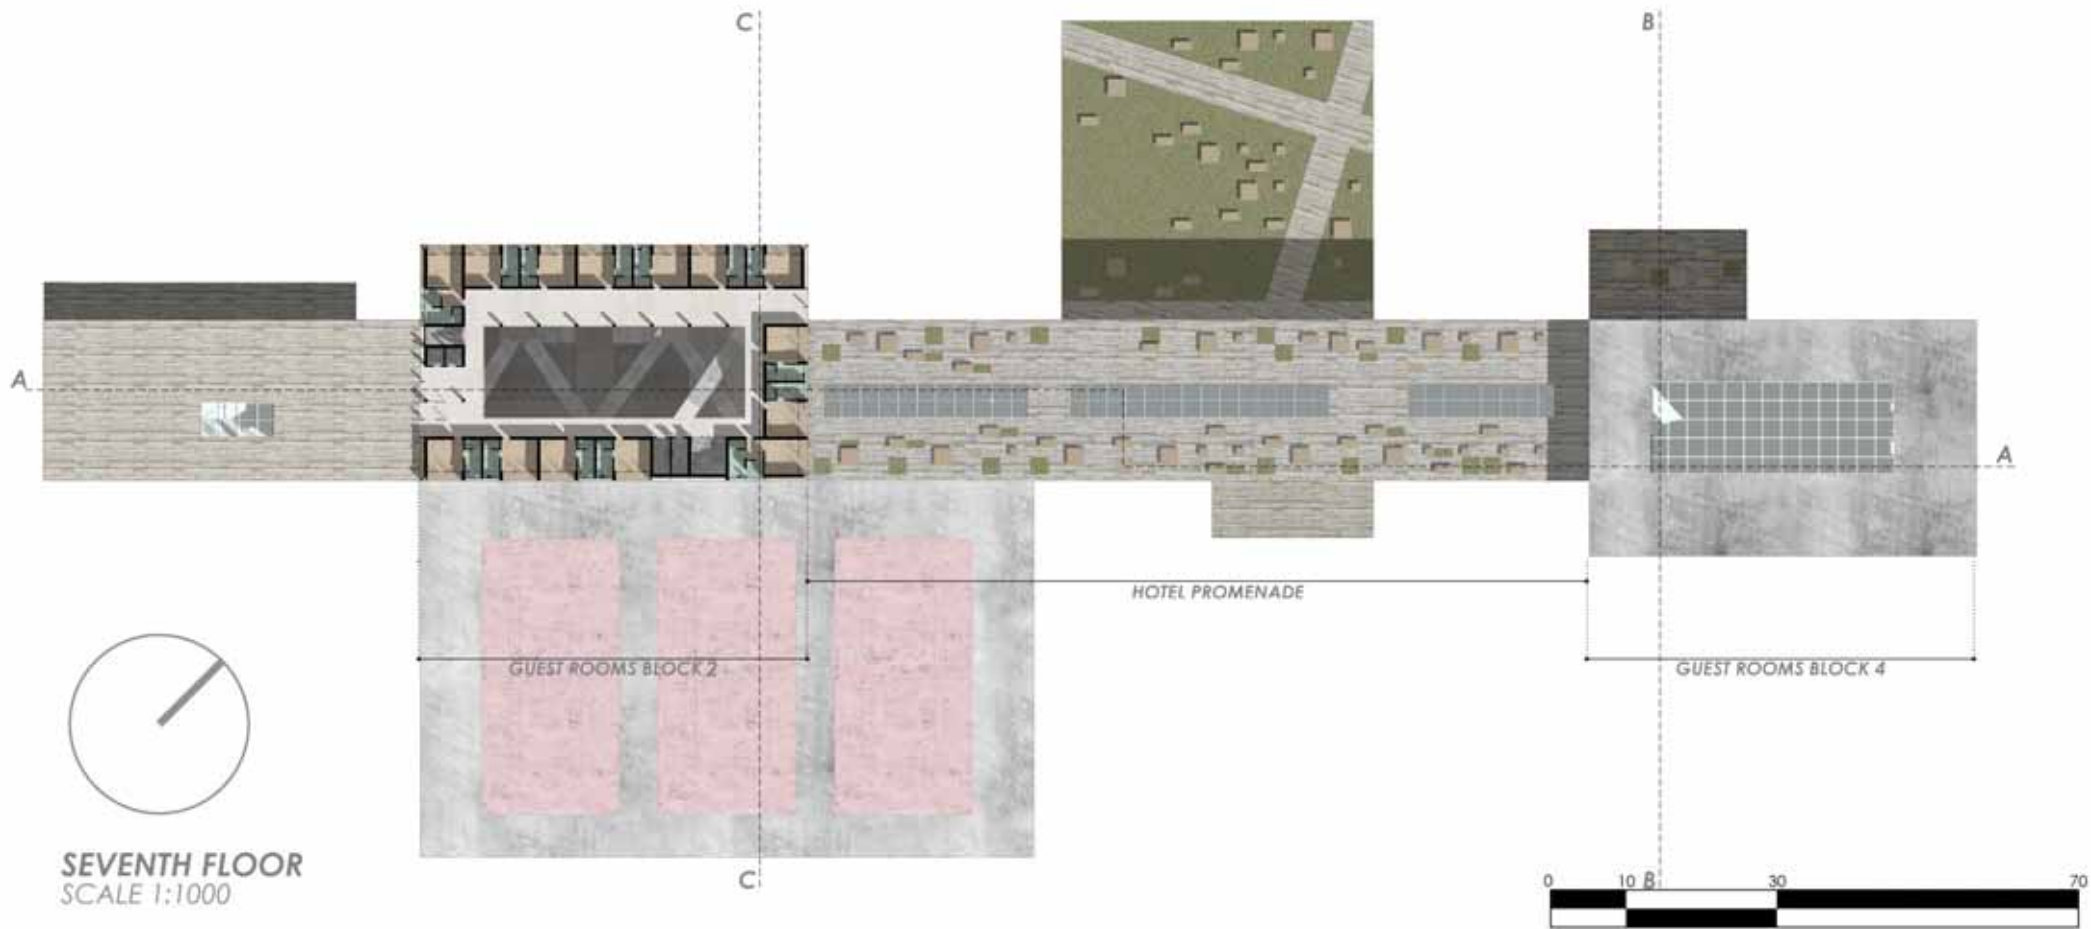 C
B
A
A
HOTEL PROMENADE
GUEST ROOMS BLOCK 2
GUEST ROOMS BLOCK 4
SEVENTH FLOOR
SCALE 1:1000
C
0 10 B 30 70